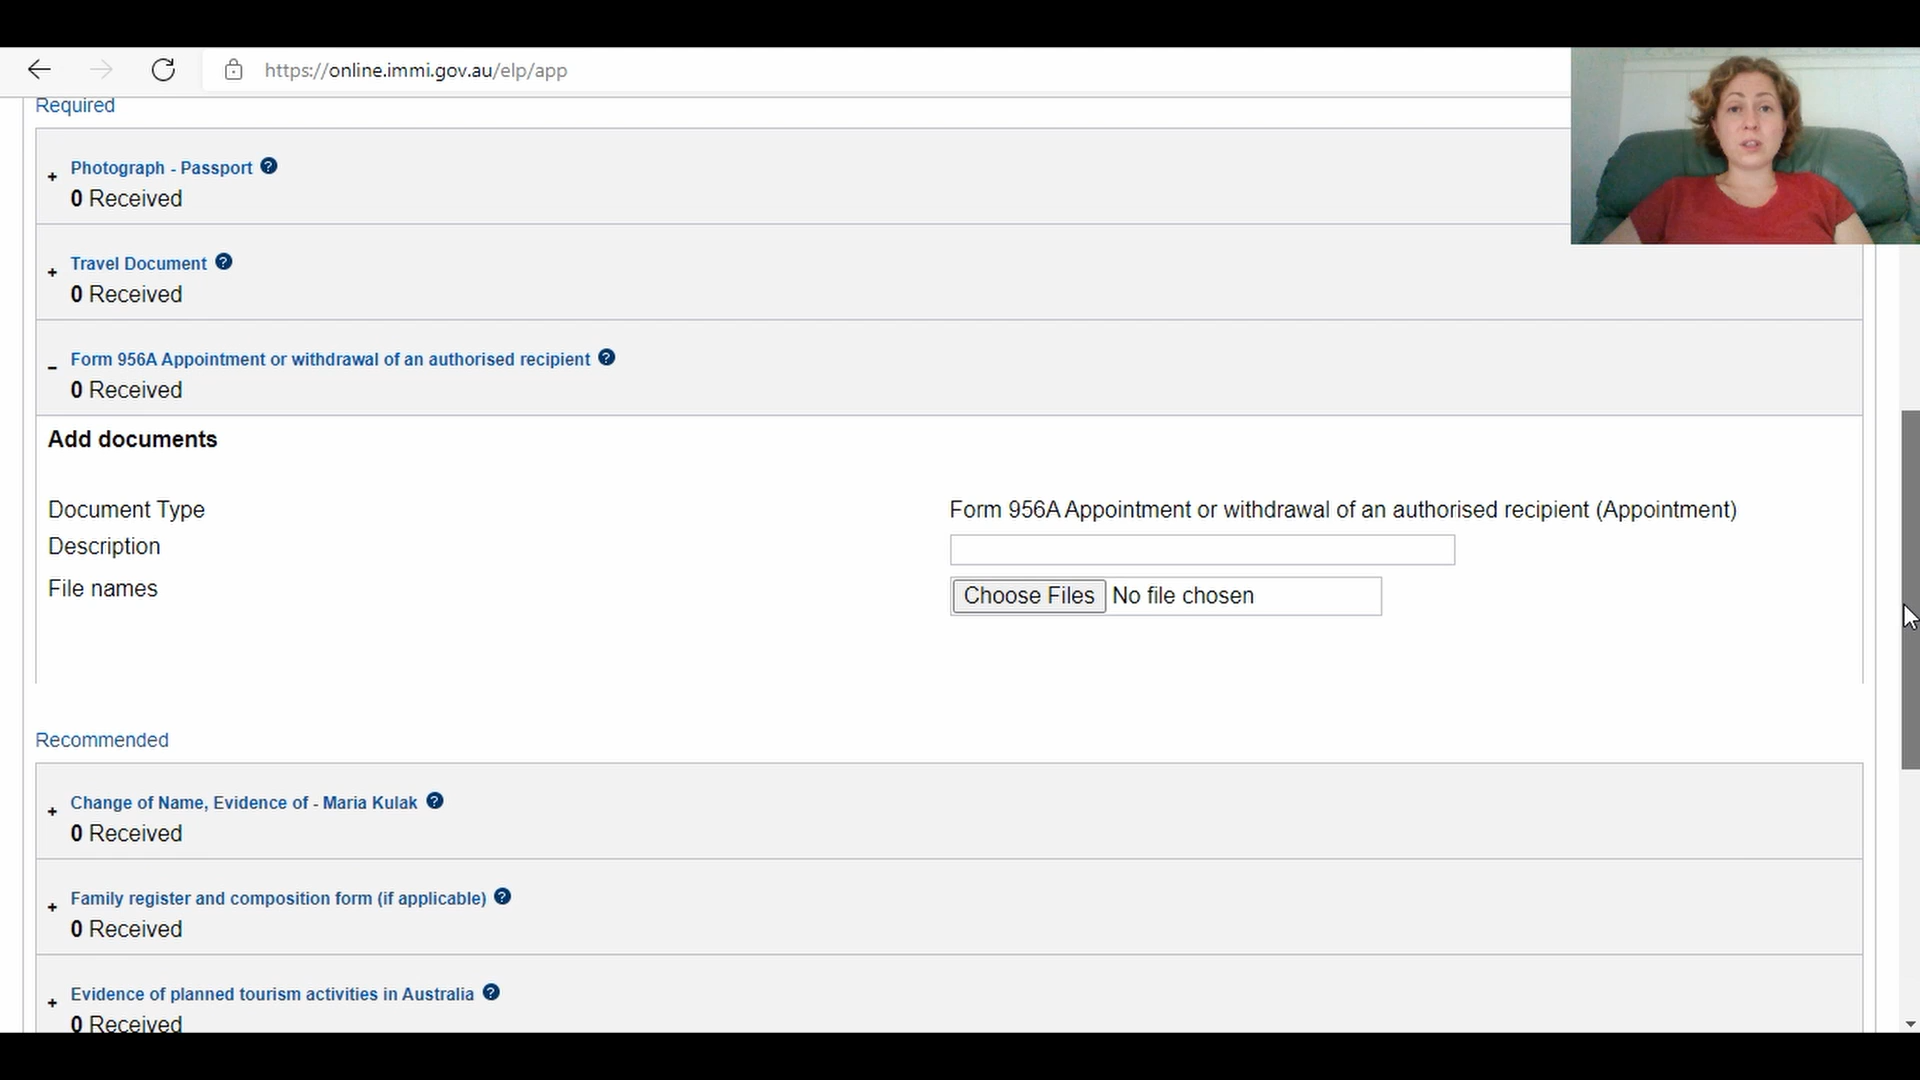 https://online.immi.gov.au/elp/app
Required
+ Photograph - Passport ?
0 Received
+ Travel Document ?
0 Received
- Form 956A Appointment or withdrawal of an authorised recipient ?
0 Received
Add documents
Document Type Form 956A Appointment or withdrawal of an authorised recipient (Appointment)
Description
File names Choose Files No file chosen
Recommended
+ Change of Name, Evidence of - Maria Kulak ?
0 Received
+ Family register and composition form (if applicable) ?
0 Received
+ Evidence of planned tourism activities in Australia ?
0 Received